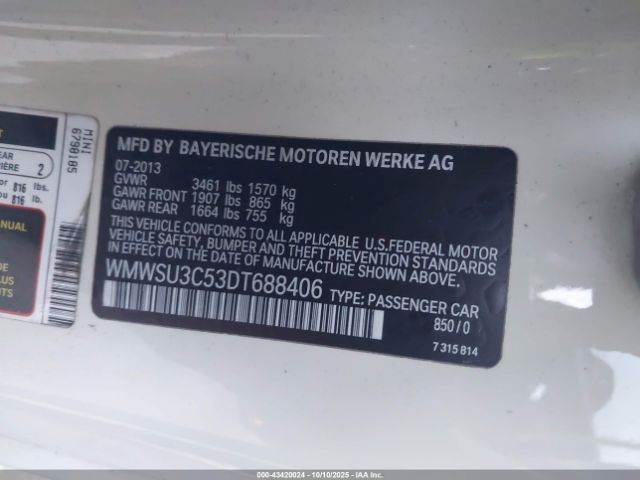 MFD BY BAYERISCHE MOTOREN WERKE AG
07-2013
GVWR 3461 lbs 1570 kg
GAWR FRONT 1907 lbs 865 kg
GAWR REAR 1664 lbs 755 kg
THIS VEHICLE CONFORMS TO ALL APPLICABLE U.S.FEDERAL MOTOR
VEHICLE SAFETY, BUMPER AND THEFT PREVENTION STANDARDS
IN EFFECT ON THE DATE OF MANUFACTURE SHOWN ABOVE.
WMWSU3C53DT688406 TYPE: PASSENGER CAR
850/0
7 315 814
MINI
6798185
2
816 lbs.
816 lb.
MANUAL
000-43420024 - 10/10/2025 - IAA Inc.